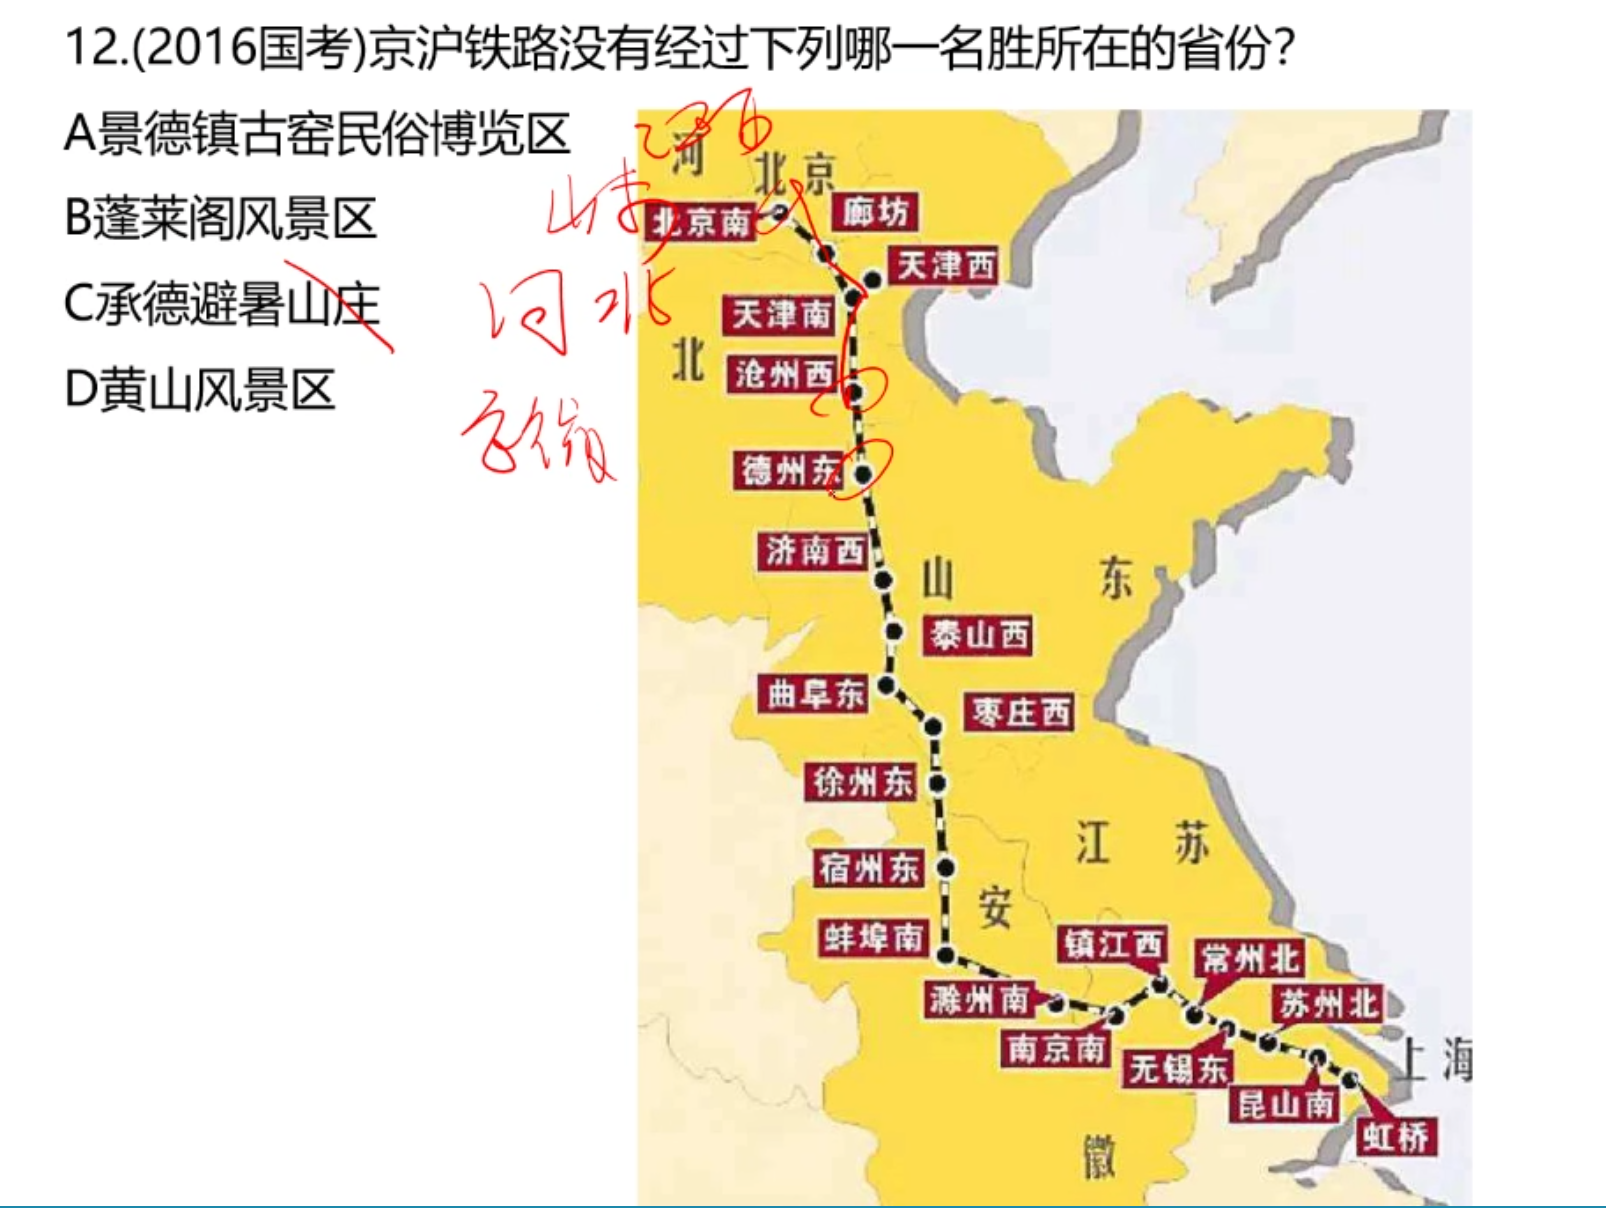 12.(2016国考)京沪铁路没有经过下列哪一名胜所在的省份?
A景德镇古窑民俗博览区
B蓬莱阁风景区
C承德避暑山庄
D黄山风景区
江西
山东
河北
安徽
河
北京
北京南
廊坊
天津西
天津南
北
沧州西
德州东
济南西
山 东
泰山西
曲阜东
枣庄西
徐州东
江 苏
宿州东
安
蚌埠南
镇江西
常州北
滁州南
苏州北
南京南
无锡东
上海
昆山南
虹桥
徽